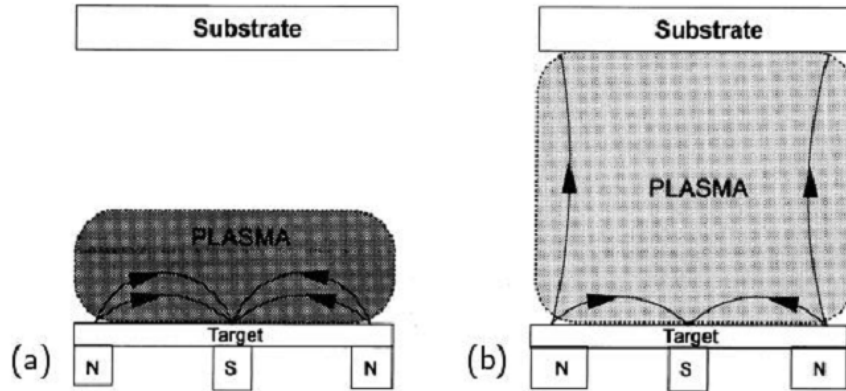 Substrate
PLASMA
Target
(a)
N
S
N
Substrate
PLASMA
Target
(b)
N
S
N